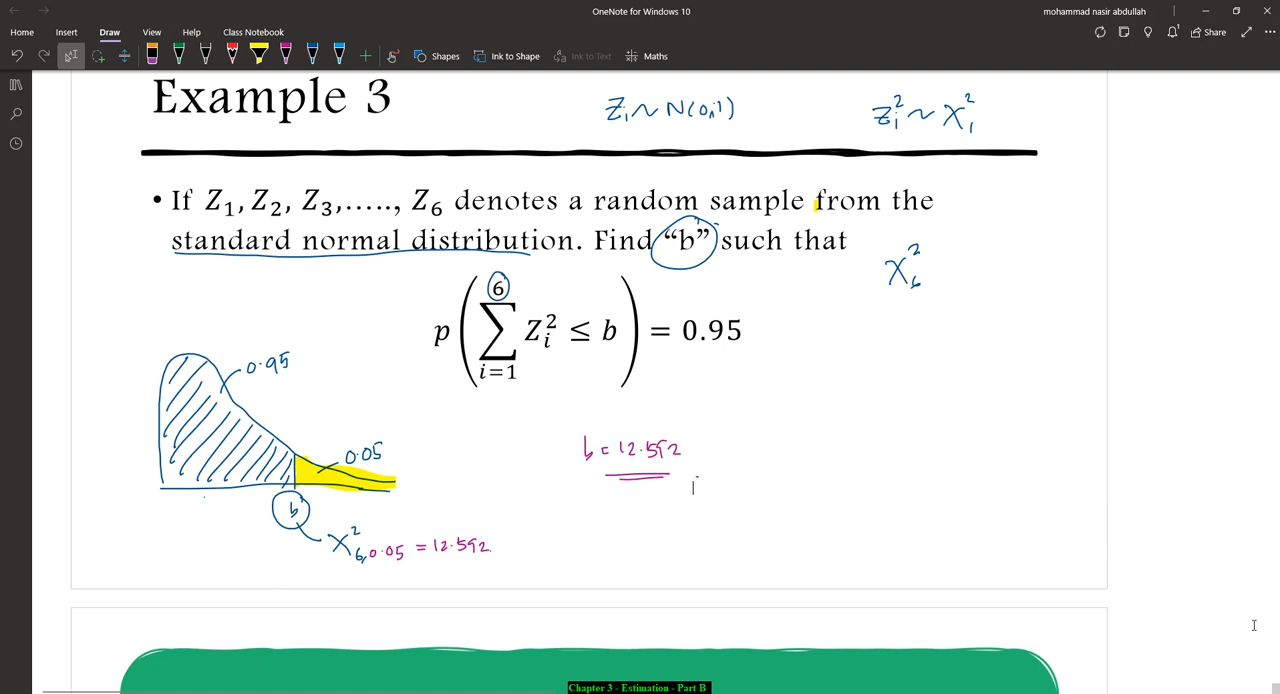 OneNote for Windows 10
mohammad nasir abdullah
Home Insert Draw View Help Class Notebook
Share
Shapes Ink to Shape Ink to Text Maths
Example 3
Zᵢ ~ N(0,1)
Zᵢ² ~ χ²₁
• If Z₁, Z₂, Z₃,….., Z₆ denotes a random sample from the
standard normal distribution. Find “b” such that
χ²₆
p(∑ᵢ₌₁⁶ Zᵢ² ≤ b) = 0.95
0.95
0.05
b = 12.592
b
χ²₆,₀.₀₅ = 12.592
Chapter 3 - Estimation - Part B